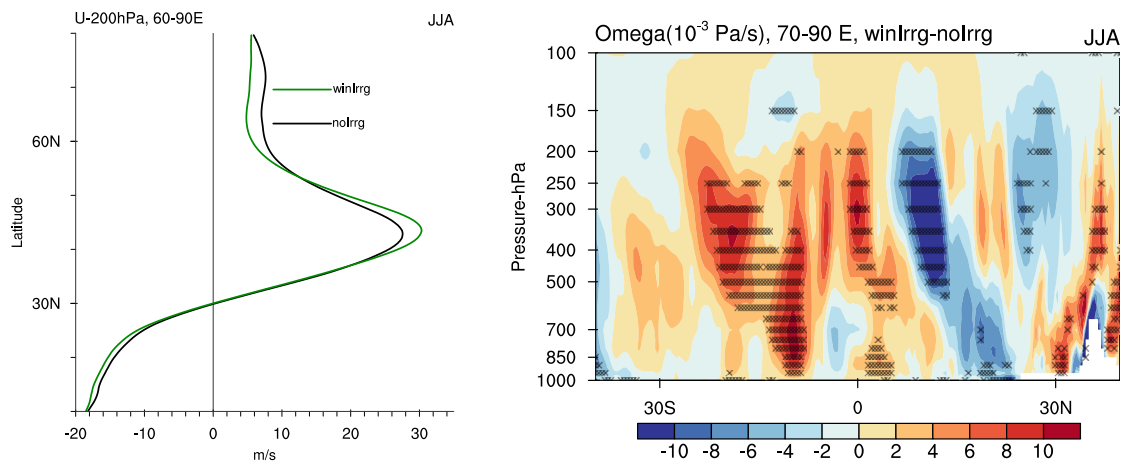 U-200hPa, 60-90E JJA
winIrrg
noIrrg
60N
30N
Latitude
-20 -10 0 10 20 30
m/s
Omega(10⁻³ Pa/s), 70-90 E, winIrrg-noIrrg JJA
100
150
200
250
300
400
500
700
850
1000
Pressure-hPa
30S 0 30N
-10 -8 -6 -4 -2 0 2 4 6 8 10